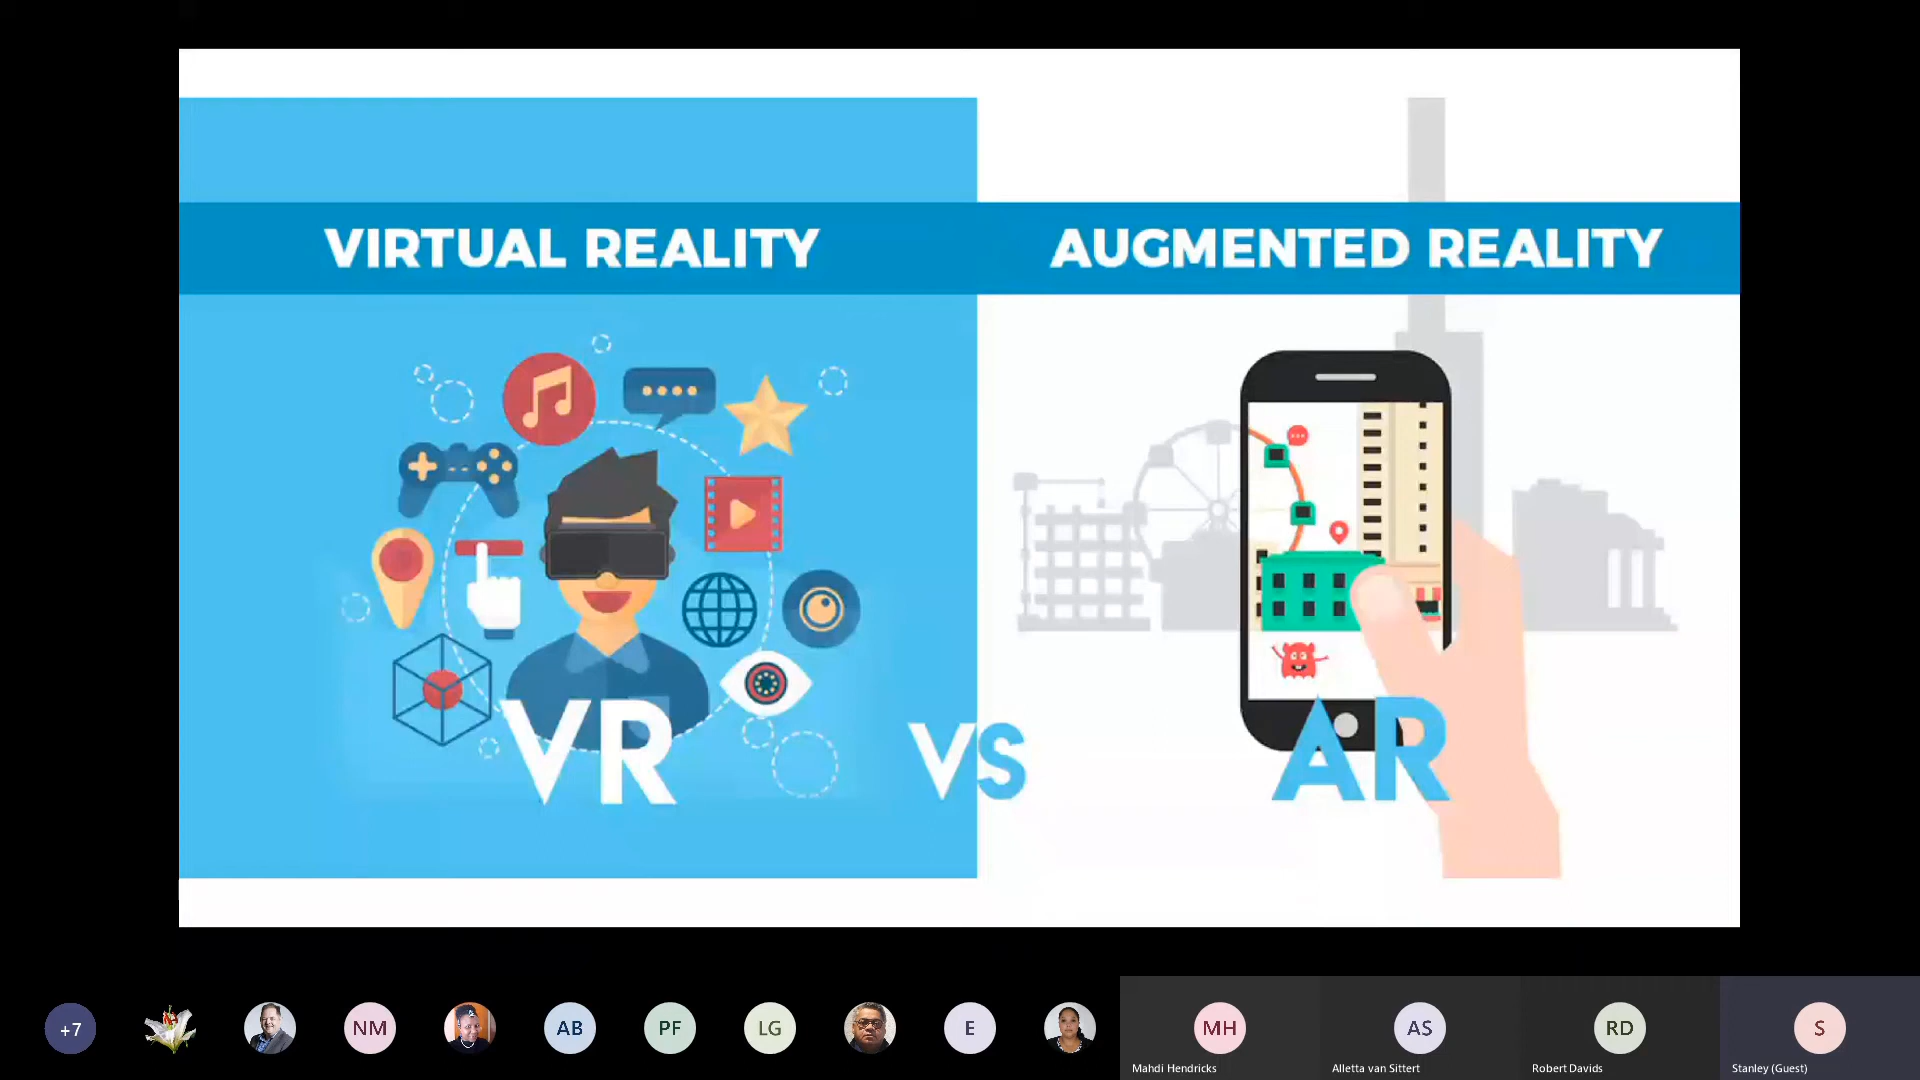 VIRTUAL REALITY
AUGMENTED REALITY
VR
VS
AR
+7
NM
AB
PF
LG
E
MH
AS
RD
S
Mahdi Hendricks
Alletta van Sittert
Robert Davids
Stanley (Guest)